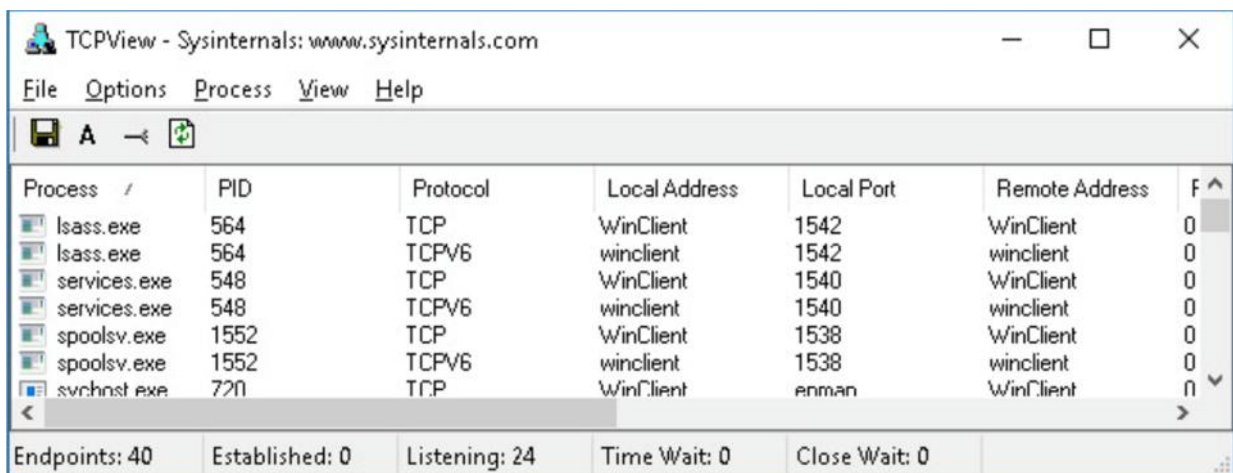 TCPView - Sysinternals: www.sysinternals.com
File Options Process View Help
A
Process / PID Protocol Local Address Local Port Remote Address
lsass.exe 564 TCP WinClient 1542 WinClient 0
lsass.exe 564 TCPV6 winclient 1542 winclient 0
services.exe 548 TCP WinClient 1540 WinClient 0
services.exe 548 TCPV6 winclient 1540 winclient 0
spoolsv.exe 1552 TCP WinClient 1538 WinClient 0
spoolsv.exe 1552 TCPV6 winclient 1538 winclient 0
svchost.exe 720 TCP WinClient epmap WinClient 0
Endpoints: 40 Established: 0 Listening: 24 Time Wait: 0 Close Wait: 0